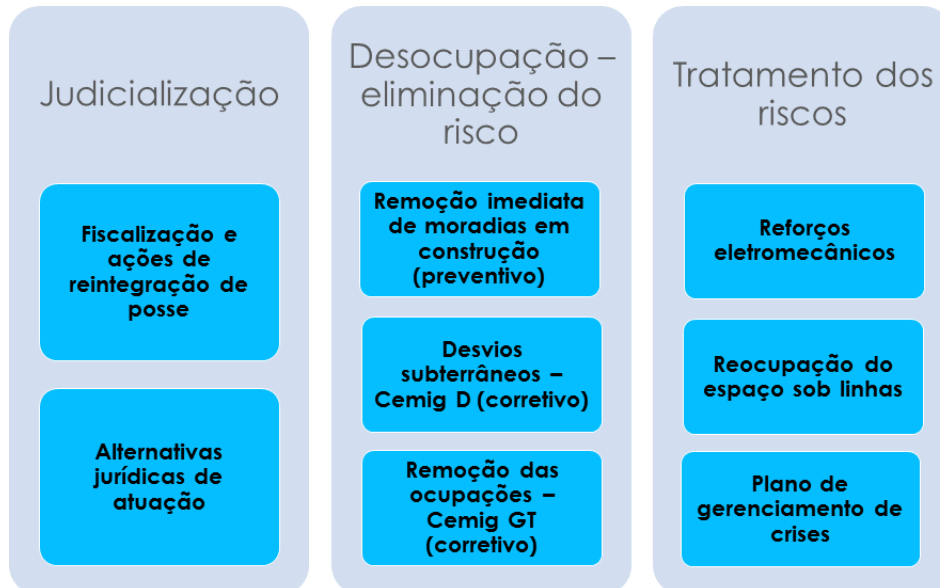 Judicialização
Fiscalização e
ações de
reintegração de
posse
Alternativas
jurídicas de
atuação
Desocupação –
eliminação do
risco
Remoção imediata
de moradias em
construção
(preventivo)
Desvios
subterrâneos –
Cemig D (corretivo)
Remoção das
ocupações –
Cemig GT
(corretivo)
Tratamento dos
riscos
Reforços
eletromecânicos
Reocupação do
espaço sob linhas
Plano de
gerenciamento de
crises